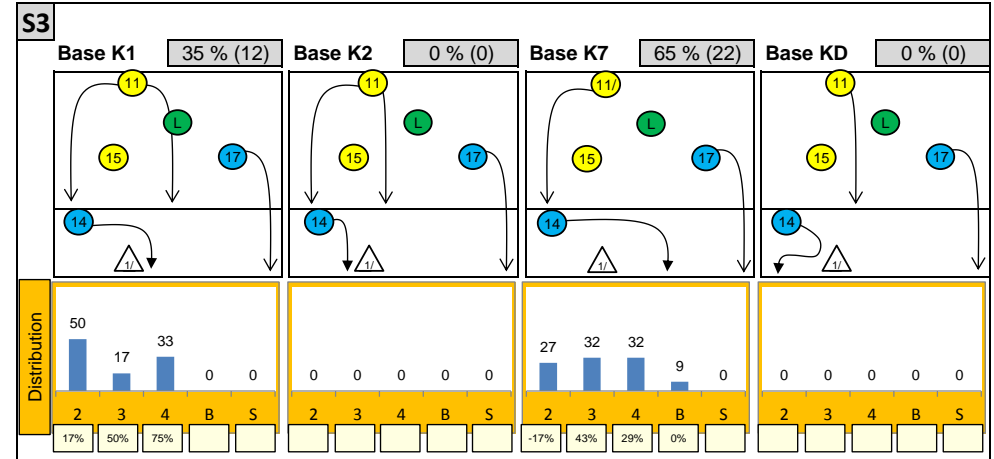 S3
Base K1 35 % (12) Base K2 0 % (0) Base K7 65 % (22) Base KD 0 % (0)
11 11 11/ 11
L L L L
15 17 15 17 15 17 15 17
14 14 14 14
1/ 1/ 1/ 1/
Distribution
50 17 33 0 0 0 0 0 0 0 27 32 32 9 0 0 0 0 0 0
2 3 4 B S 2 3 4 B S 2 3 4 B S 2 3 4 B S
17% 50% 75% -17% 43% 29% 0%